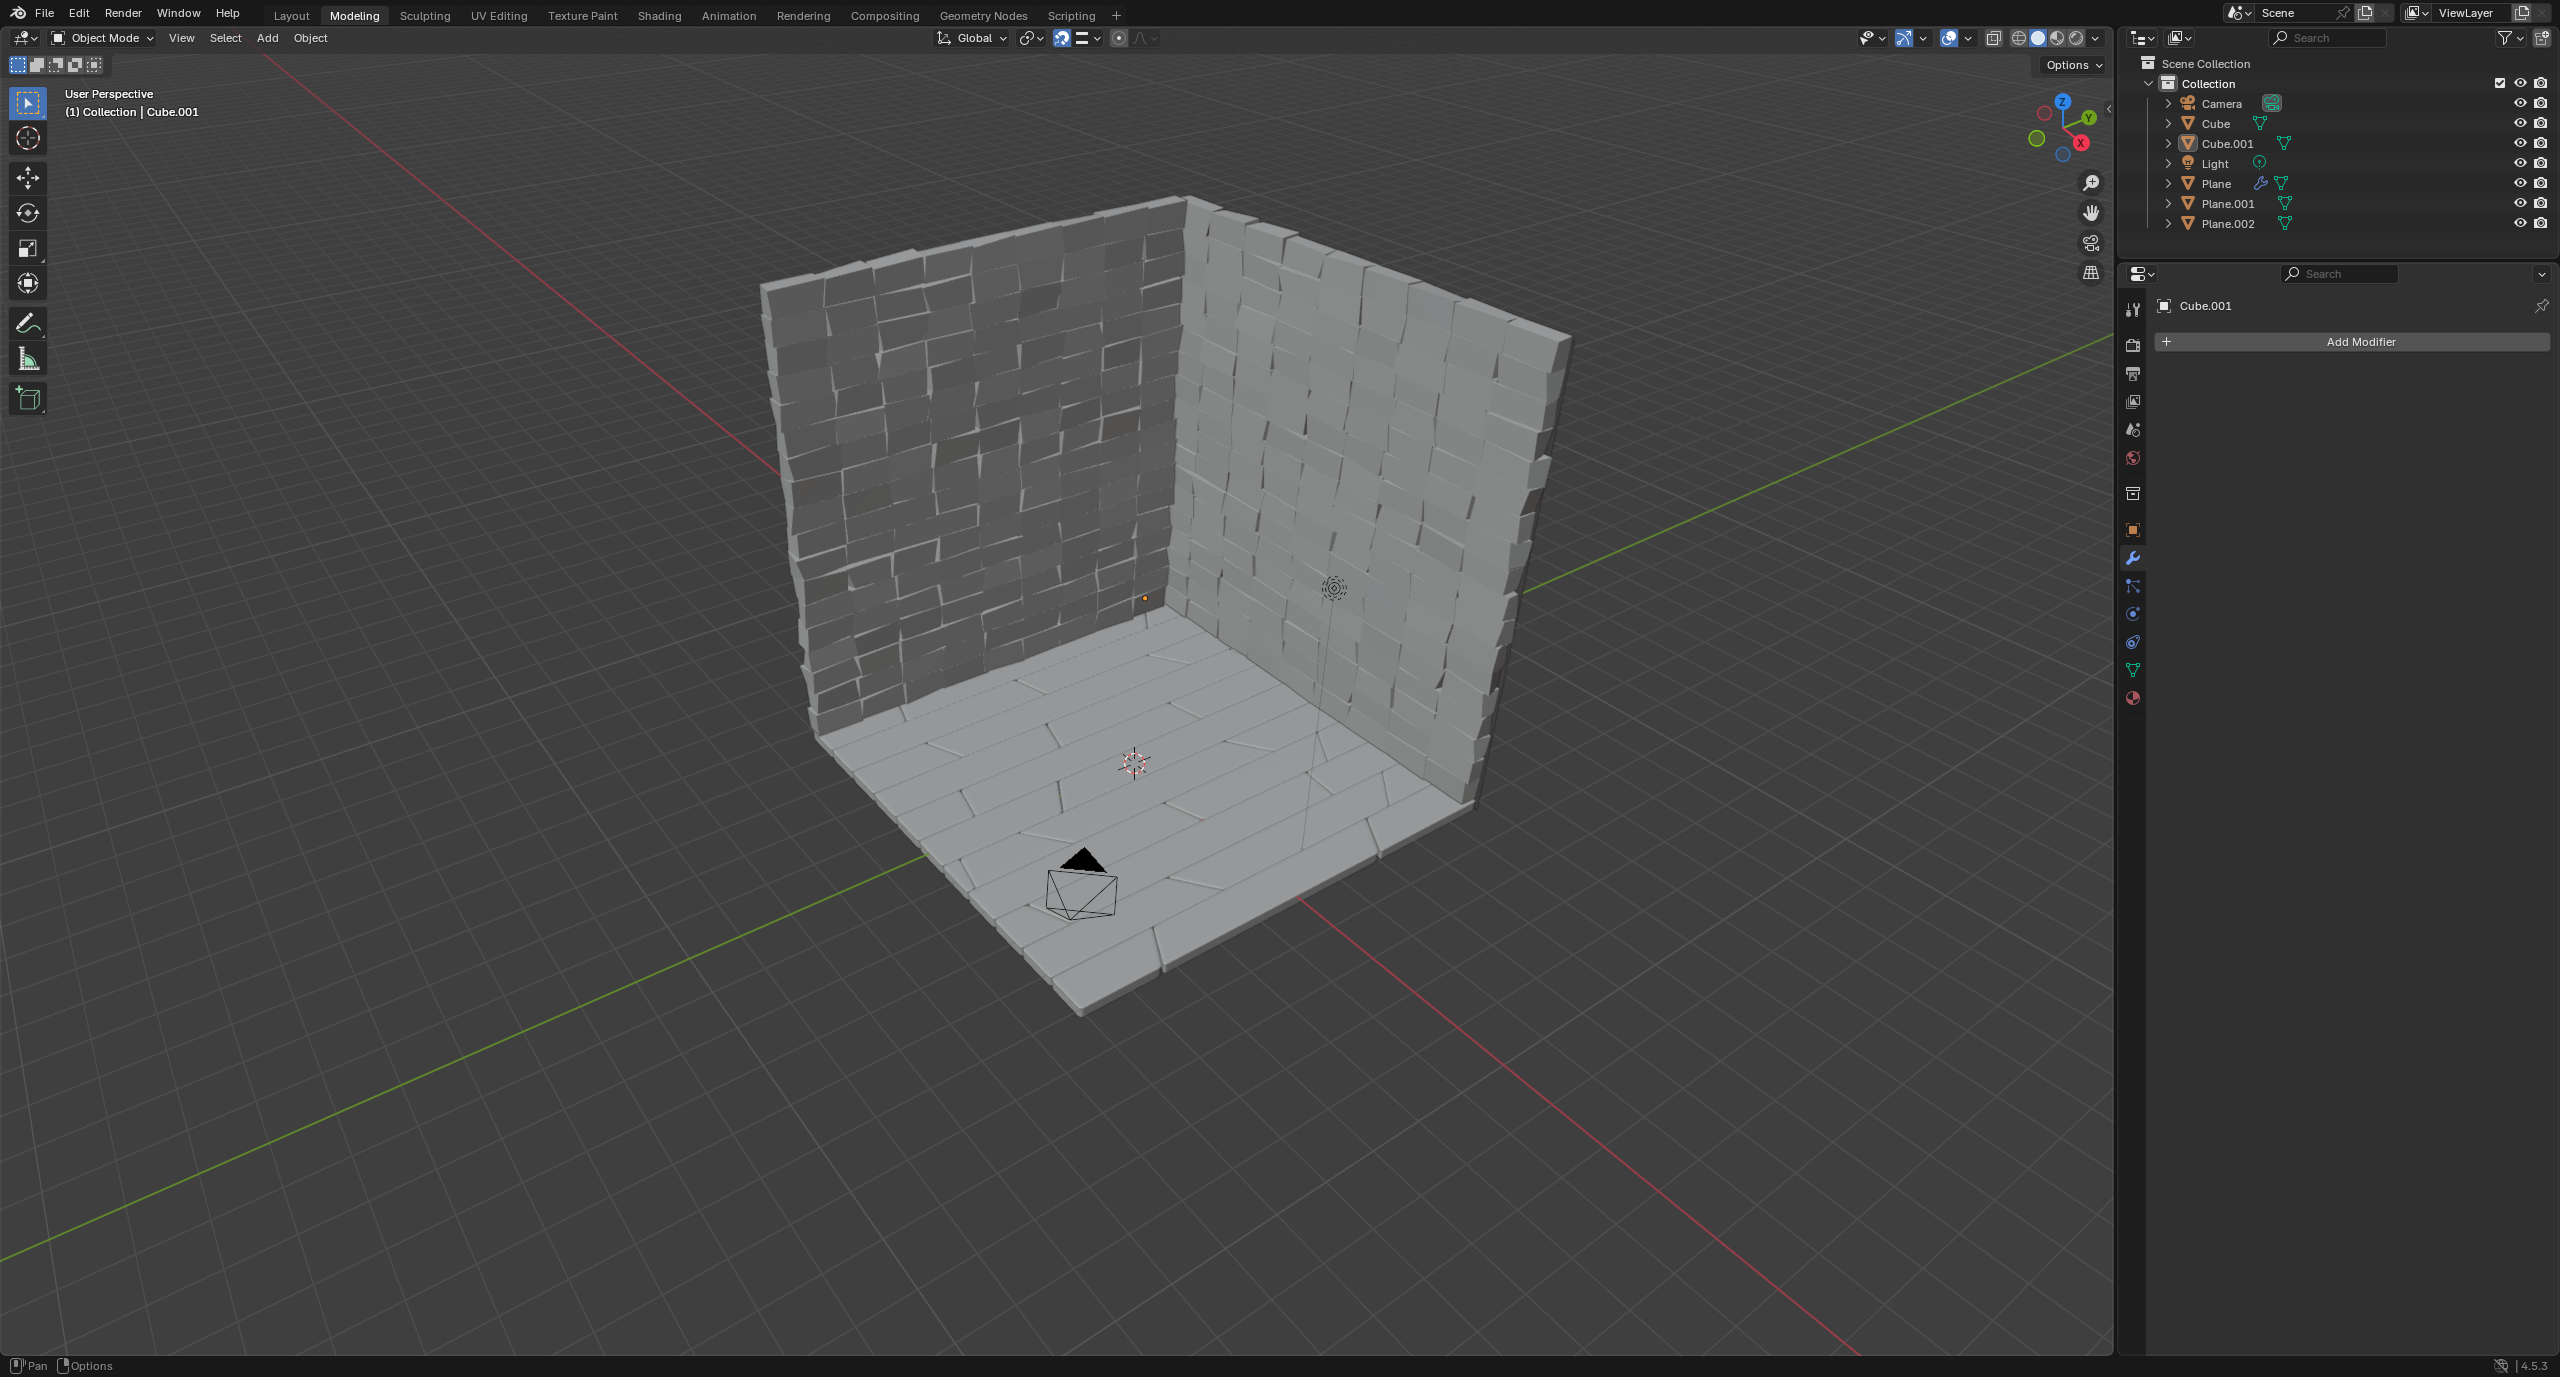 File Edit Render Window Help Layout Modeling Sculpting UV Editing Texture Paint Shading Animation Rendering Compositing Geometry Nodes Scripting + Scene ViewLayer
Object Mode View Select Add Object Global Search
Options
User Perspective
(1) Collection | Cube.001
Z
Y
X
Scene Collection
Collection
Camera
Cube
Cube.001
Light
Plane
Plane.001
Plane.002
Search
Cube.001
+ Add Modifier
Pan Options 4.5.3